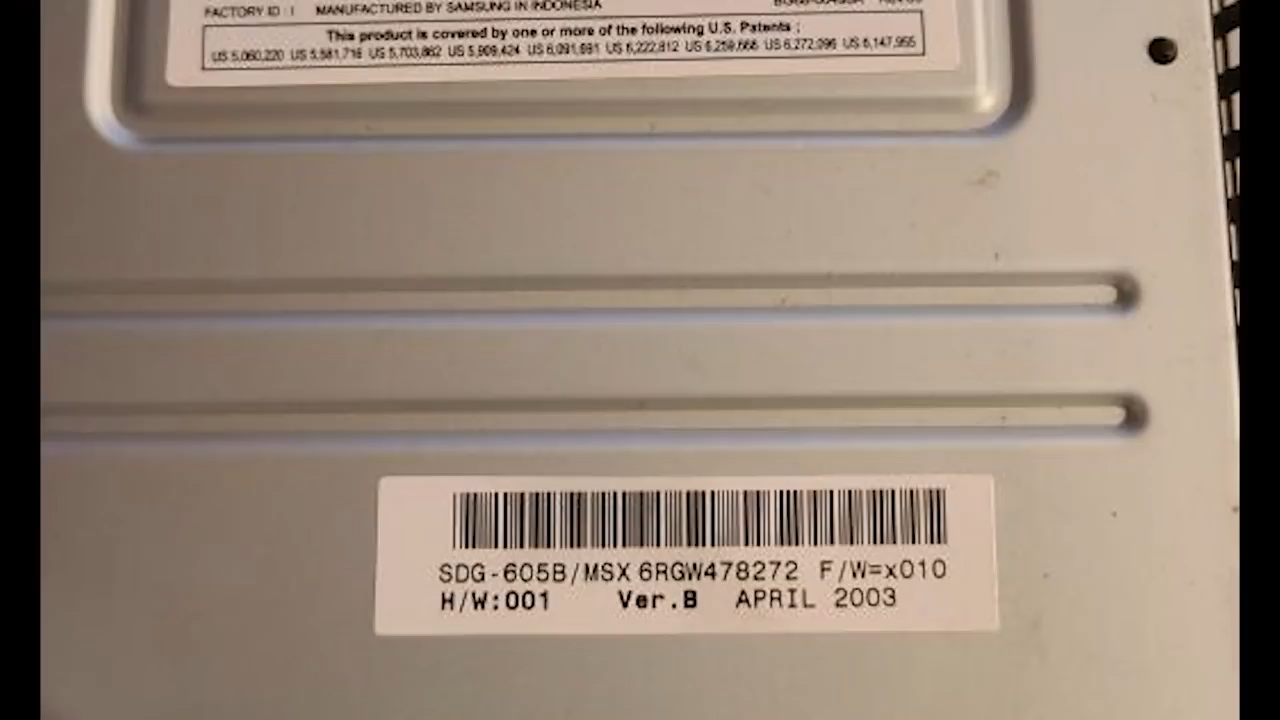 FACTORY ID : I MANUFACTURED BY SAMSUNG IN INDONESIA
This product is covered by one or more of the following U.S. Patents ;
US 5,060,220 US 5,581,716 US 5,703,862 US 5,909,424 US 6,091,691 US 6,222,812 US 6,259,668 US 6,272,096 US 6,147,955
SDG-605B/MSX 6RGW478272 F/W=x010
H/W:001 Ver.B APRIL 2003